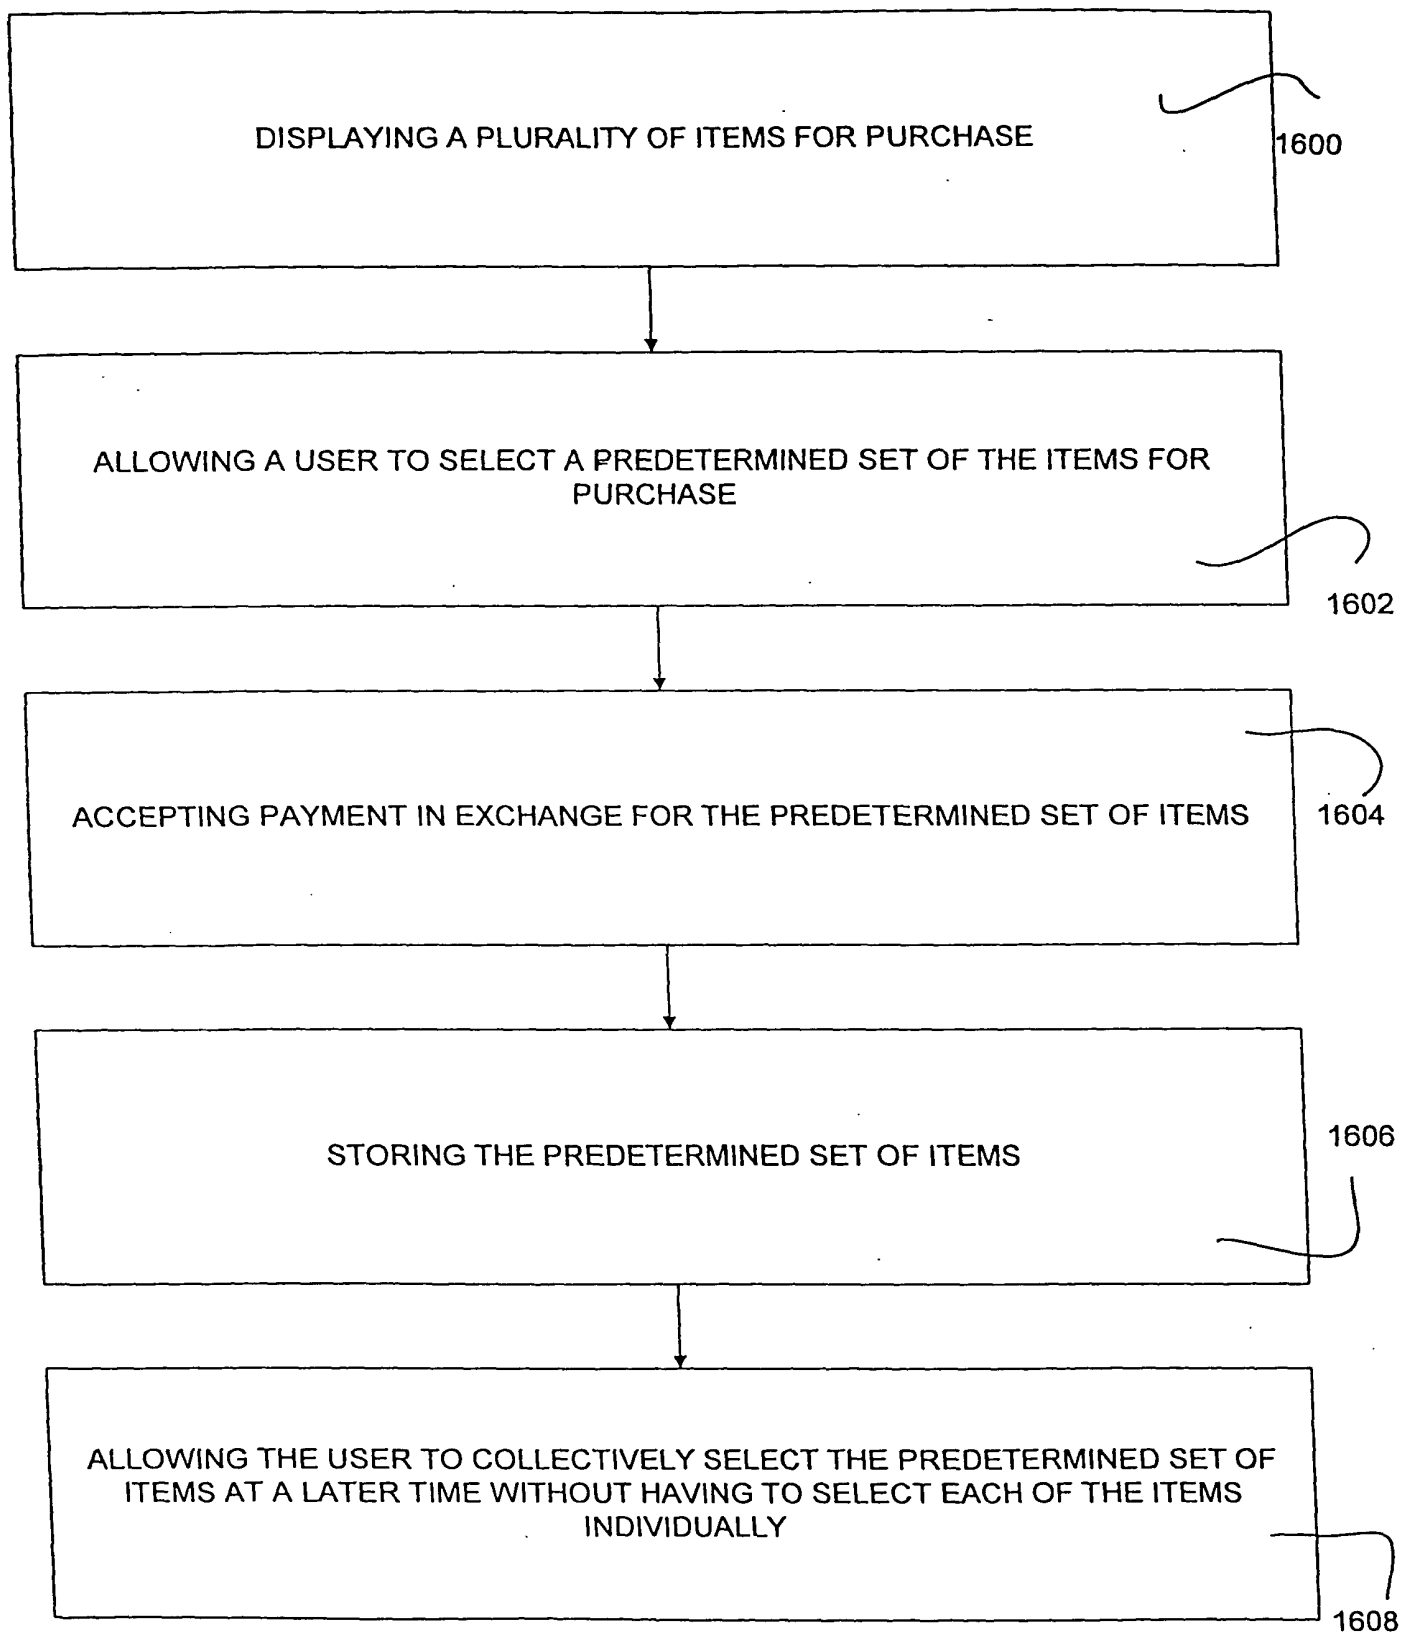 DISPLAYING A PLURALITY OF ITEMS FOR PURCHASE
1600
ALLOWING A USER TO SELECT A PREDETERMINED SET OF THE ITEMS FOR
PURCHASE
1602
ACCEPTING PAYMENT IN EXCHANGE FOR THE PREDETERMINED SET OF ITEMS
1604
STORING THE PREDETERMINED SET OF ITEMS
1606
ALLOWING THE USER TO COLLECTIVELY SELECT THE PREDETERMINED SET OF
ITEMS AT A LATER TIME WITHOUT HAVING TO SELECT EACH OF THE ITEMS
INDIVIDUALLY
1608